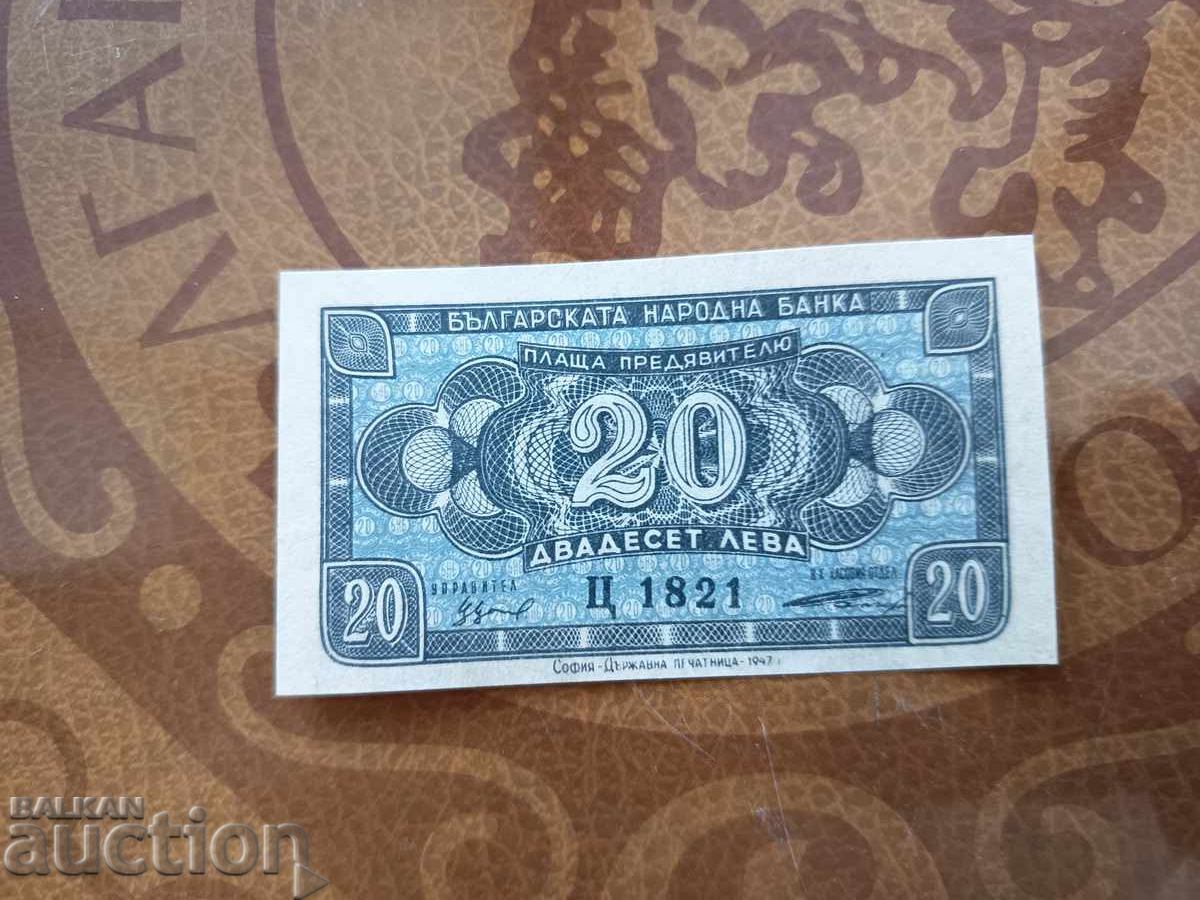 БЪЛГАРСКАТА НАРОДНА БАНКА
ПЛАЩА ПРЕДЯВИТЕЛЮ
20
ДВАДЕСЕТ ЛЕВА
УПРАВИТЕЛ
Ц 1821
20
20
СОФИЯ - ДЪРЖАВНА ПЕЧАТНИЦА - 1947 г
BALKAN
auction